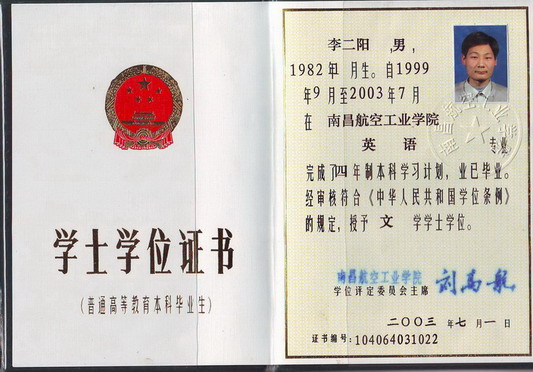 学士学位证书
(普通高等教育本科毕业生)
李二阳 ,男,
1982年1 月生。自1999
年9月至2003年7月
在 南昌航空工业学院
英语 专业
完成了四年制本科学习计划,业已毕业。
经审核符合《中华人民共和国学位条例》
的规定,授予 文 学学士学位。
南昌航空工业学院
学位评定委员会主席 刘高航
二〇〇三 年 七 月 一 日
证书编号:104064031022